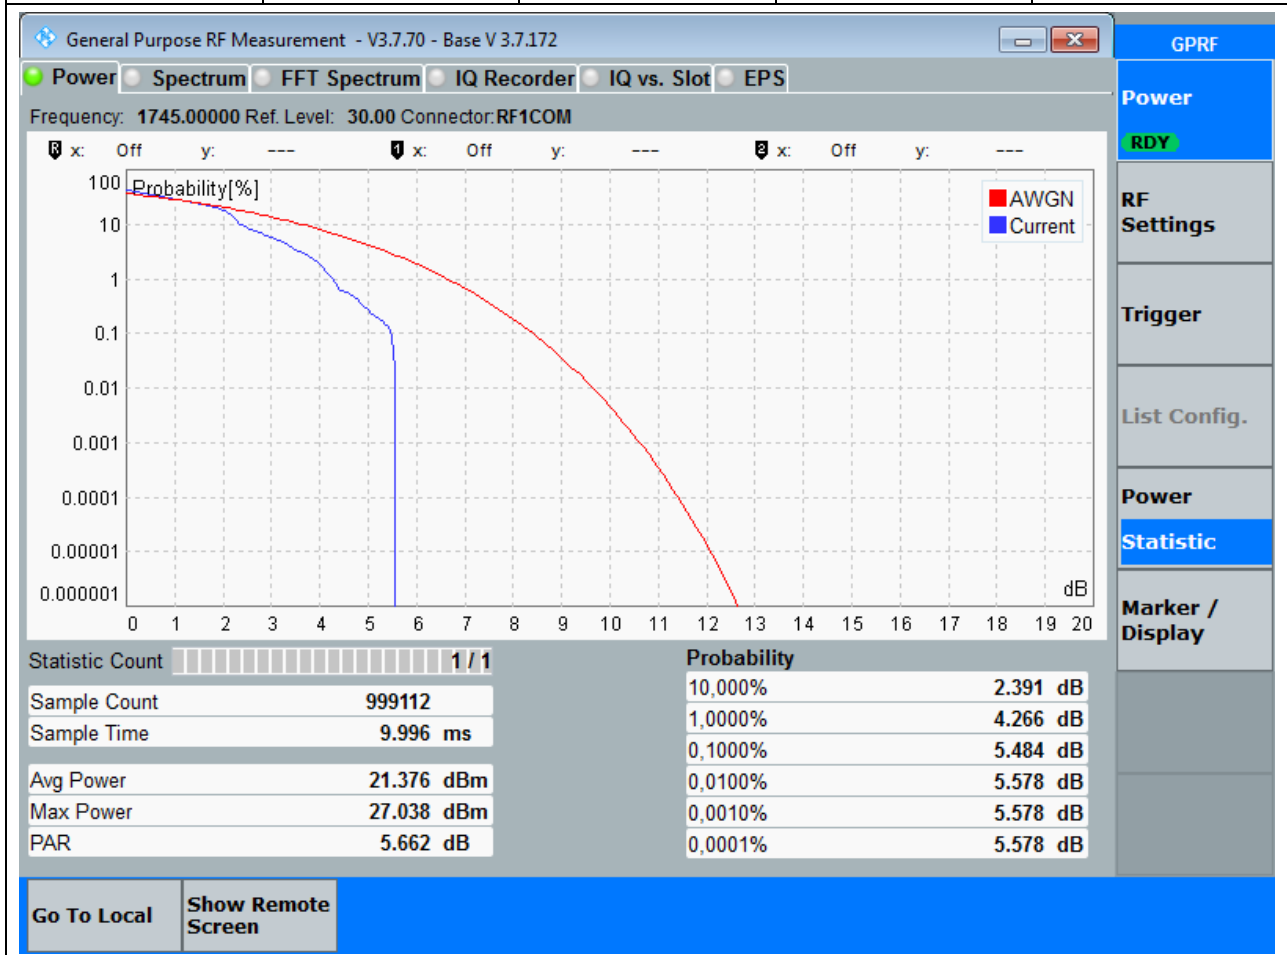 General Purpose RF Measurement - V3.7.70 - Base V 3.7.172
GPRF
Power Spectrum FFT Spectrum IQ Recorder IQ vs. Slot EPS
Frequency: 1745.00000 Ref. Level: 30.00 Connector:RF1COM
R x: Off y: --- 1 x: Off y: --- 2 x: Off y: ---
Probability[%]
AWGN
Current
100
10
1
0.1
0.01
0.001
0.0001
0.00001
0.000001
dB
0 1 2 3 4 5 6 7 8 9 10 11 12 13 14 15 16 17 18 19 20
Statistic Count 1 / 1
Sample Count 999112
Sample Time 9.996 ms
Avg Power 21.376 dBm
Max Power 27.038 dBm
PAR 5.662 dB
Probability
10,000% 2.391 dB
1,0000% 4.266 dB
0,1000% 5.484 dB
0,0100% 5.578 dB
0,0010% 5.578 dB
0,0001% 5.578 dB
Power
RDY
RF
Settings
Trigger
List Config.
Power
Statistic
Marker /
Display
Go To Local
Show Remote
Screen